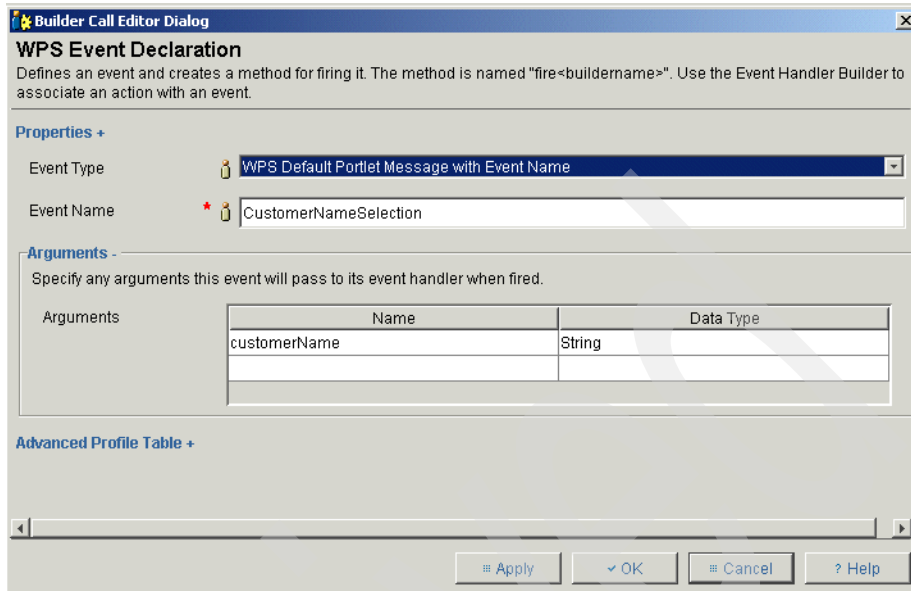 Builder Call Editor Dialog
WPS Event Declaration
Defines an event and creates a method for firing it. The method is named "fire<buildername>". Use the Event Handler Builder to
associate an action with an event.
Properties +
Event Type WPS Default Portlet Message with Event Name
Event Name * CustomerNameSelection
Arguments -
Specify any arguments this event will pass to its event handler when fired.
Arguments Name Data Type
customerName String
Advanced Profile Table +
Apply OK Cancel ? Help